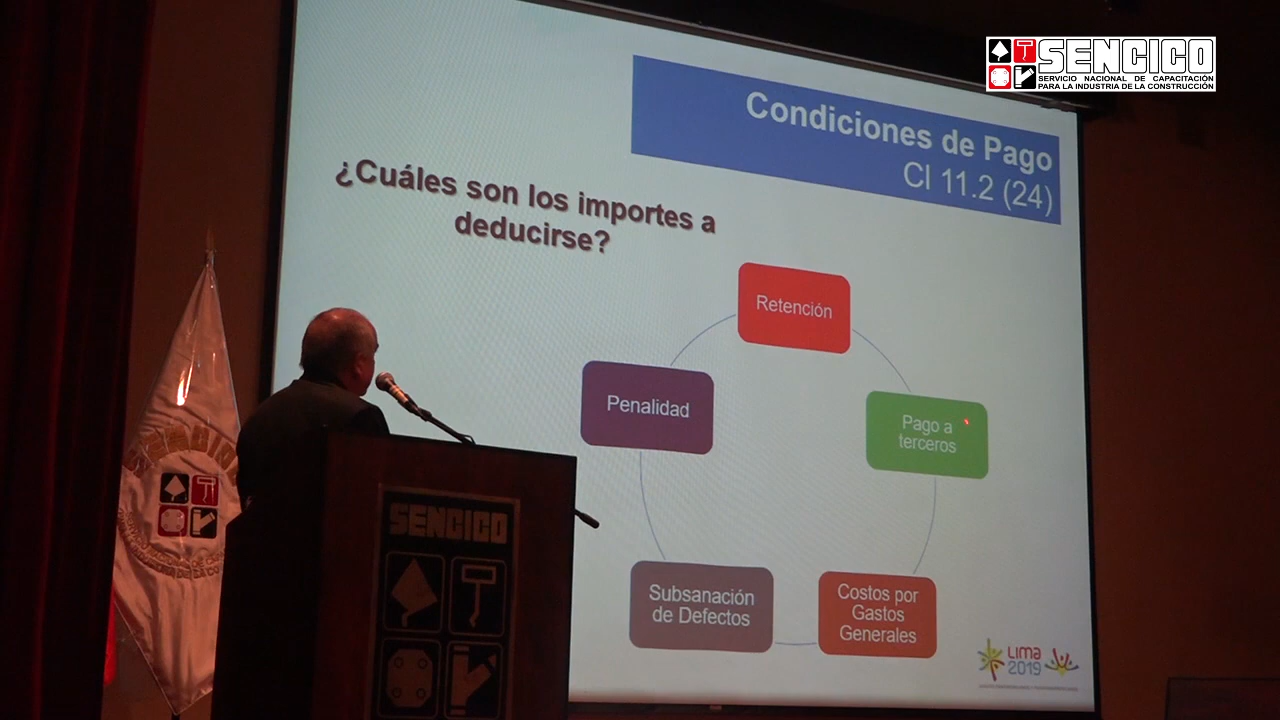 SENCICO
SERVICIO NACIONAL DE CAPACITACIÓN
PARA LA INDUSTRIA DE LA CONSTRUCCIÓN
Condiciones de Pago
Cl 11.2 (24)
¿Cuáles son los importes a
deducirse?
Retención
Penalidad
Pago a
terceros
Subsanación
de Defectos
Costos por
Gastos
Generales
LIMA
2019
SENCICO